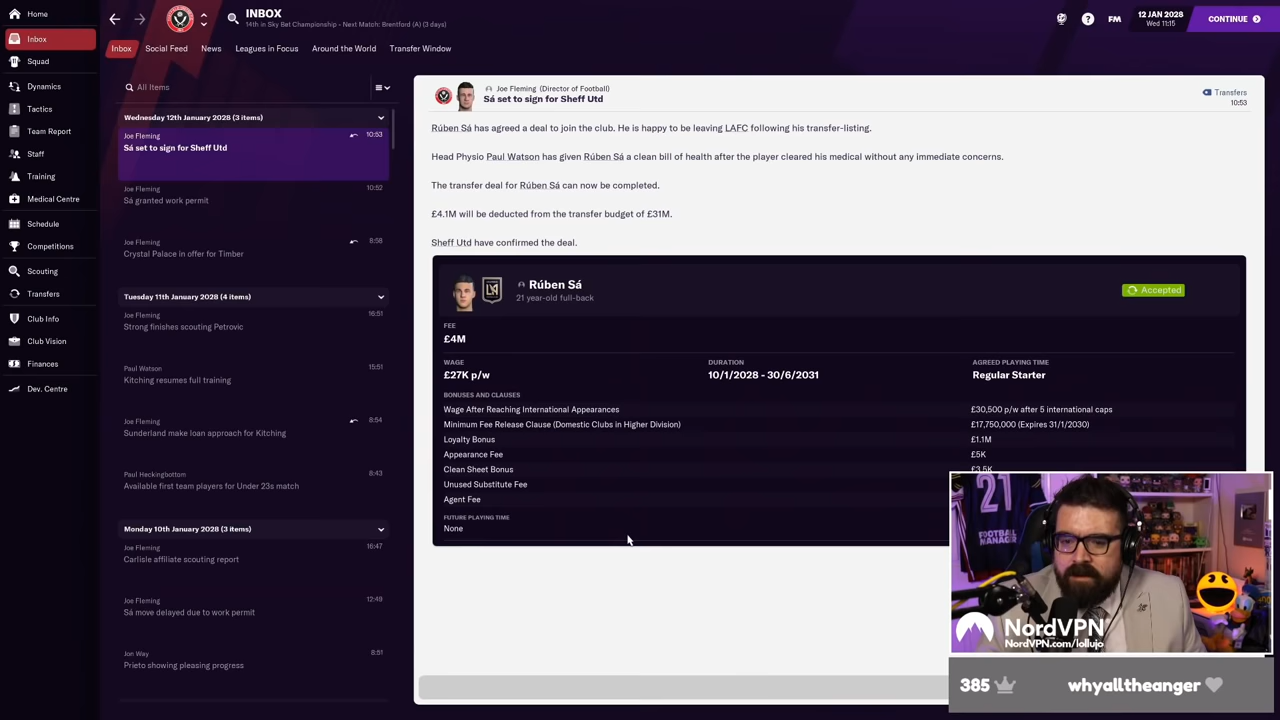 Home
Inbox
Squad
Dynamics
Tactics
Team Report
Staff
Training
Medical Centre
Schedule
Competitions
Scouting
Transfers
Club Info
Club Vision
Finances
Dev. Centre
INBOX
14th in Sky Bet Championship - Next Match: Brentford (A) (3 days)
FM
12 JAN 2028
Wed 11:15
CONTINUE
Inbox
Social Feed
News
Leagues in Focus
Around the World
Transfer Window
All Items
Wednesday 12th January 2028 (3 items)
Joe Fleming 10:53
Sá set to sign for Sheff Utd
Joe Fleming 10:52
Sá granted work permit
Joe Fleming 8:58
Crystal Palace in offer for Timber
Tuesday 11th January 2028 (4 items)
Joe Fleming 16:51
Strong finishes scouting Petrovic
Paul Watson 15:51
Kitching resumes full training
Joe Fleming 8:54
Sunderland make loan approach for Kitching
Paul Heckingbottom 8:43
Available first team players for Under 23s match
Monday 10th January 2028 (3 items)
Joe Fleming 16:47
Carlisle affiliate scouting report
Joe Fleming 12:49
Sá move delayed due to work permit
Jon Way 8:51
Prieto showing pleasing progress
Joe Fleming (Director of Football)
Sá set to sign for Sheff Utd
Transfers
10:53
Rúben Sá has agreed a deal to join the club. He is happy to be leaving LAFC following his transfer-listing.
Head Physio Paul Watson has given Rúben Sá a clean bill of health after the player cleared his medical without any immediate concerns.
The transfer deal for Rúben Sá can now be completed.
£4.1M will be deducted from the transfer budget of £31M.
Sheff Utd have confirmed the deal.
Rúben Sá
21 year-old full-back
Accepted
FEE
£4M
WAGE DURATION AGREED PLAYING TIME
£27K p/w 10/1/2028 - 30/6/2031 Regular Starter
BONUSES AND CLAUSES
Wage After Reaching International Appearances £30,500 p/w after 5 international caps
Minimum Fee Release Clause (Domestic Clubs in Higher Division) £17,750,000 (Expires 31/1/2030)
Loyalty Bonus £1.1M
Appearance Fee £5K
Clean Sheet Bonus £3.5K
Unused Substitute Fee
Agent Fee
FUTURE PLAYING TIME
None
21
FOOTBALL
MANAGER
NordVPN
NordVPN.com/lollujo
385 whyalltheanger